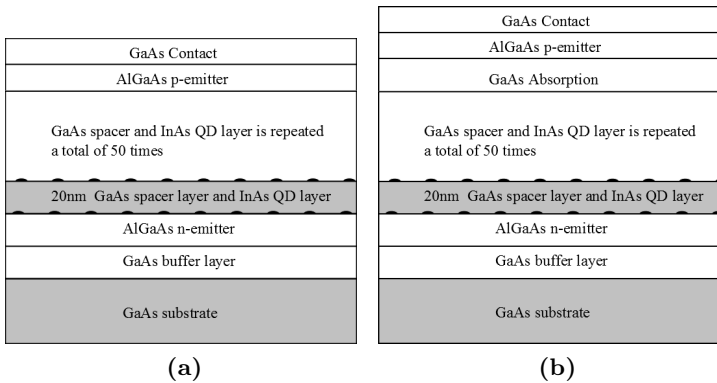 GaAs Contact
AlGaAs p-emitter
GaAs spacer and InAs QD layer is repeated
a total of 50 times
20nm GaAs spacer layer and InAs QD layer
AlGaAs n-emitter
GaAs buffer layer
GaAs substrate
(a)
GaAs Contact
AlGaAs p-emitter
GaAs Absorption
GaAs spacer and InAs QD layer is repeated
a total of 50 times
20nm GaAs spacer layer and InAs QD layer
AlGaAs n-emitter
GaAs buffer layer
GaAs substrate
(b)